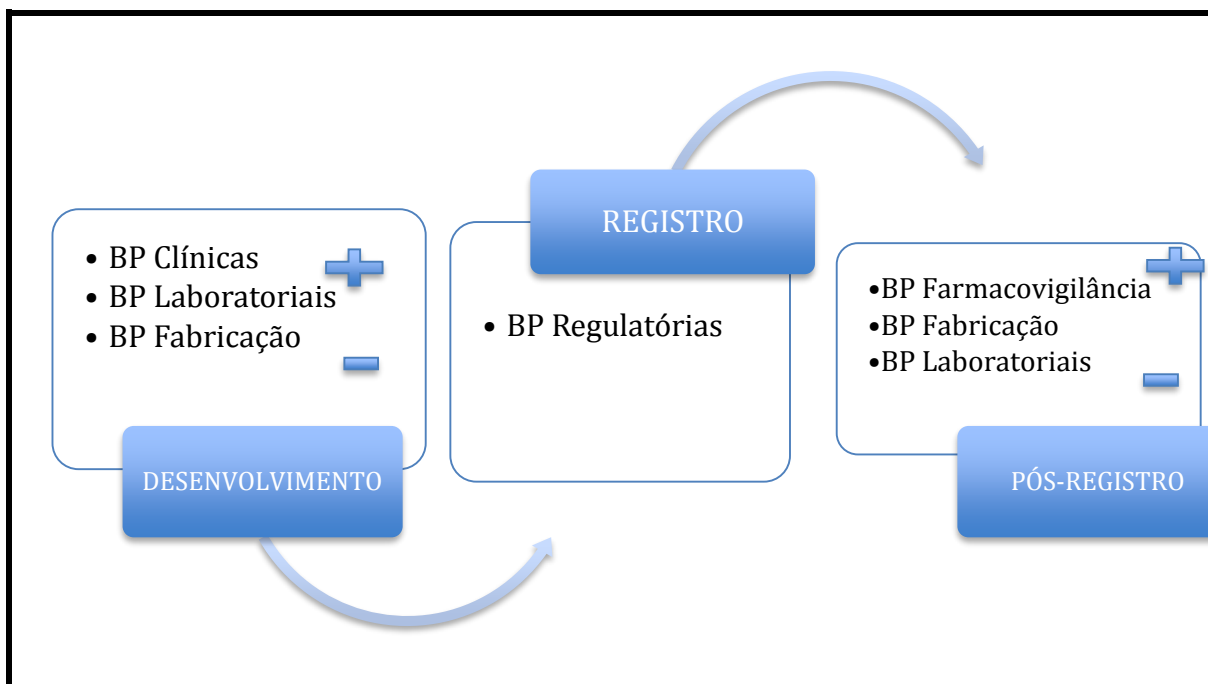 • BP Clínicas
• BP Laboratoriais
• BP Fabricação
DESENVOLVIMENTO
REGISTRO
• BP Regulatórias
•BP Farmacovigilância
•BP Fabricação
•BP Laboratoriais
PÓS-REGISTRO